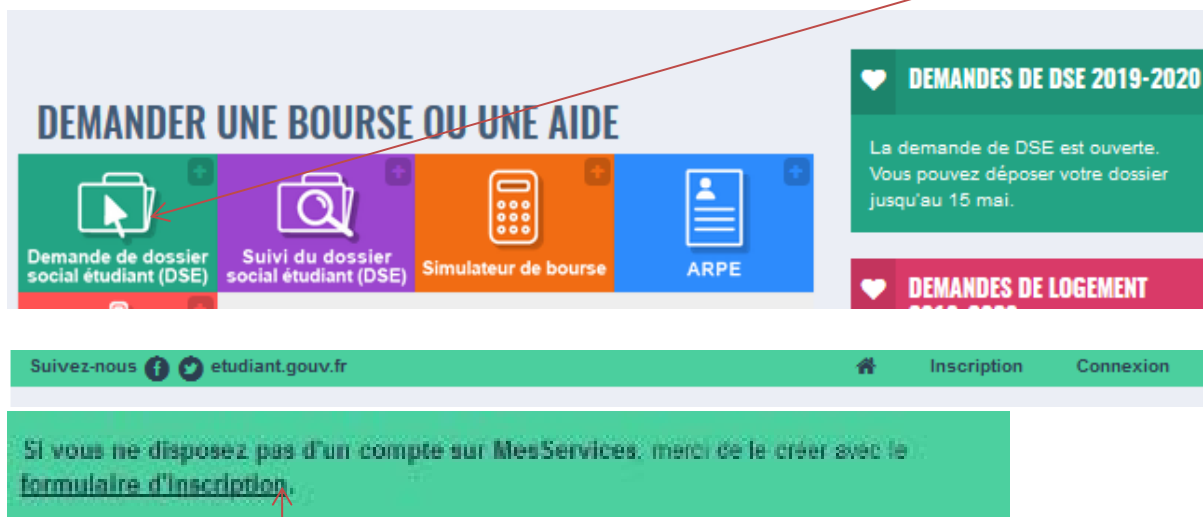 DEMANDER UNE BOURSE OU UNE AIDE
Demande de dossier
social étudiant (DSE)
Suivi du dossier
social étudiant (DSE)
Simulateur de bourse
ARPE
DEMANDES DE DSE 2019-2020
La demande de DSE est ouverte.
Vous pouvez déposer votre dossier
jusqu'au 15 mai.
DEMANDES DE LOGEMENT
Suivez-nous etudiant.gouv.fr
Inscription Connexion
Si vous ne disposez pas d'un compte sur MesServices, merci de le créer avec le
formulaire d'inscription.